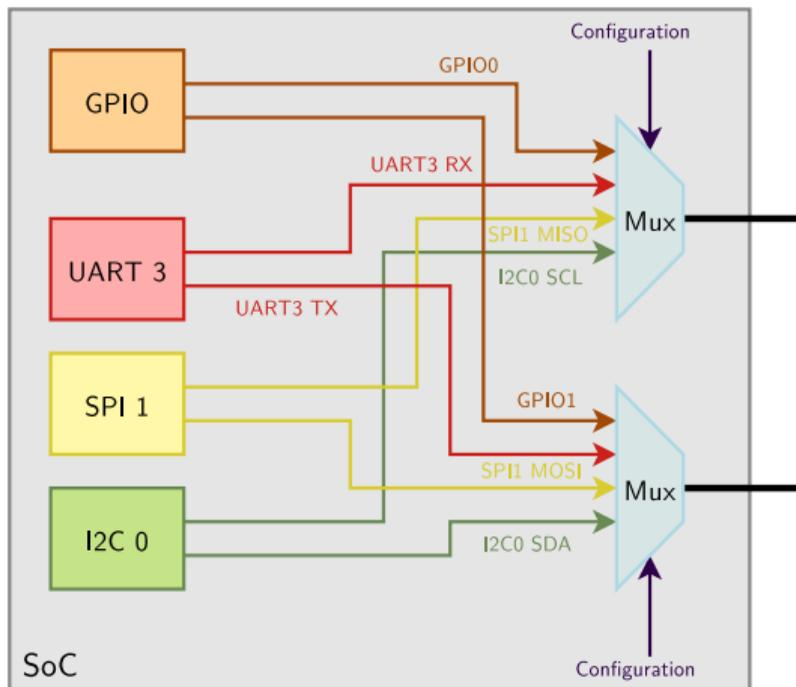 Configuration
GPIO0
GPIO
UART3 RX
Mux
SPI1 MISO
UART 3
I2C0 SCL
UART3 TX
SPI 1
GPIO1
SPI1 MOSI
Mux
I2C 0
I2C0 SDA
SoC
Configuration